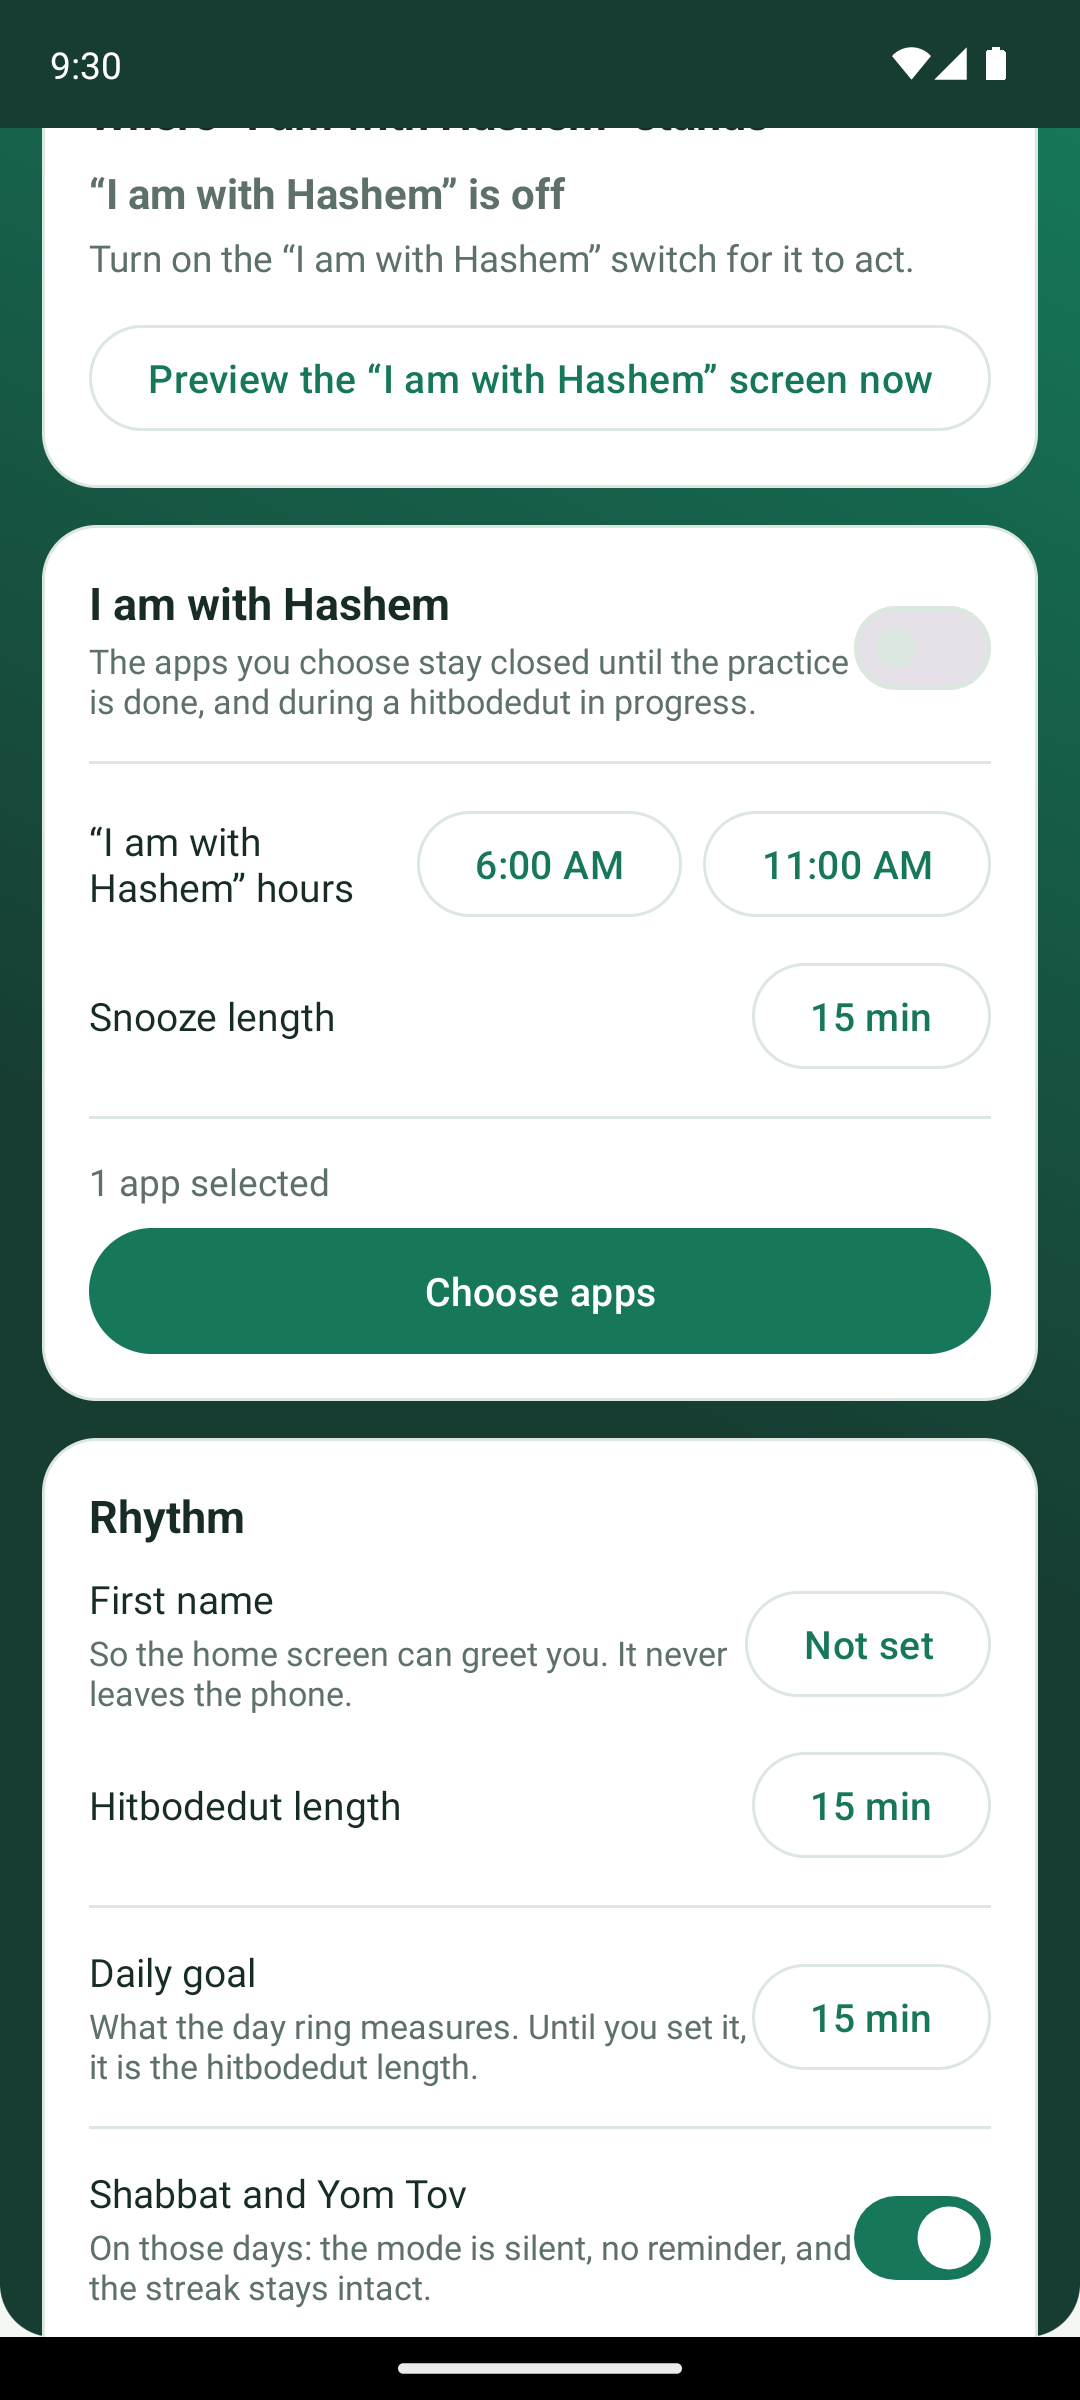 9:30
Where “I am with Hashem” stands
“I am with Hashem” is off
Turn on the “I am with Hashem” switch for it to act.
Preview the “I am with Hashem” screen now
I am with Hashem
The apps you choose stay closed until the practice
is done, and during a hitbodedut in progress.
“I am with
Hashem” hours
6:00 AM
11:00 AM
Snooze length
15 min
1 app selected
Choose apps
Rhythm
First name
So the home screen can greet you. It never
leaves the phone.
Not set
Hitbodedut length
15 min
Daily goal
What the day ring measures. Until you set it,
it is the hitbodedut length.
15 min
Shabbat and Yom Tov
On those days: the mode is silent, no reminder, and
the streak stays intact.